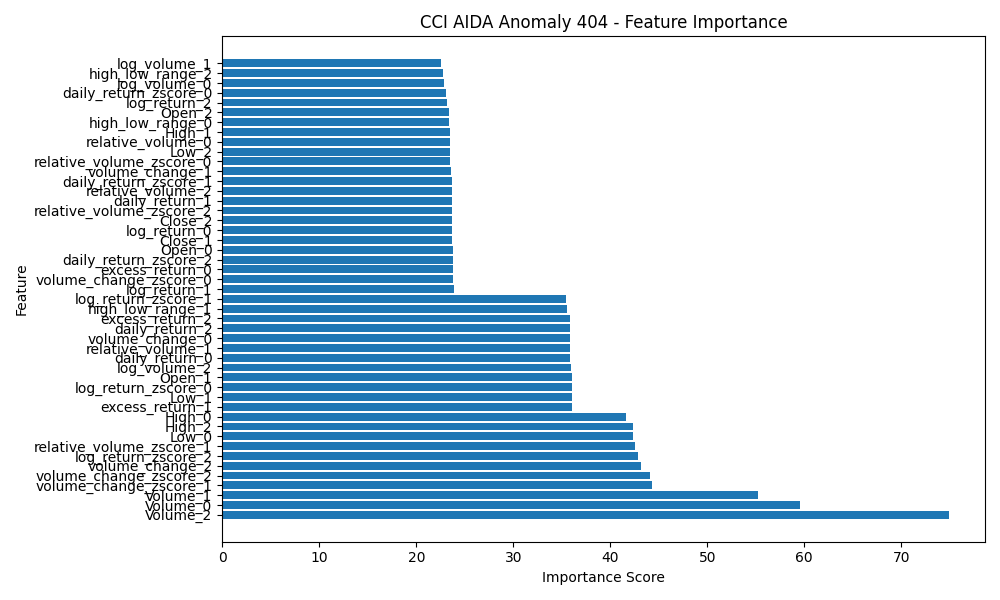 CCI AIDA Anomaly 404 - Feature Importance
log_volume_1
high_low_range_2
log_volume_0
daily_return_zscore_0
log_return_2
Open_2
high_low_range_0
High_1
relative_volume_0
Low_2
relative_volume_zscore_0
volume_change_1
daily_return_zscore_1
relative_volume_2
daily_return_1
relative_volume_zscore_2
Close_2
log_return_0
Close_1
Open_0
daily_return_zscore_2
excess_return_0
volume_change_zscore_0
log_return_1
log_return_zscore_1
high_low_range_1
excess_return_2
daily_return_2
volume_change_0
relative_volume_1
daily_return_0
log_volume_2
Open_1
log_return_zscore_0
Low_1
excess_return_1
High_0
High_2
Low_0
relative_volume_zscore_1
log_return_zscore_2
volume_change_2
volume_change_zscore_2
volume_change_zscore_1
Volume_1
Volume_0
Volume_2
Feature
0 10 20 30 40 50 60 70
Importance Score